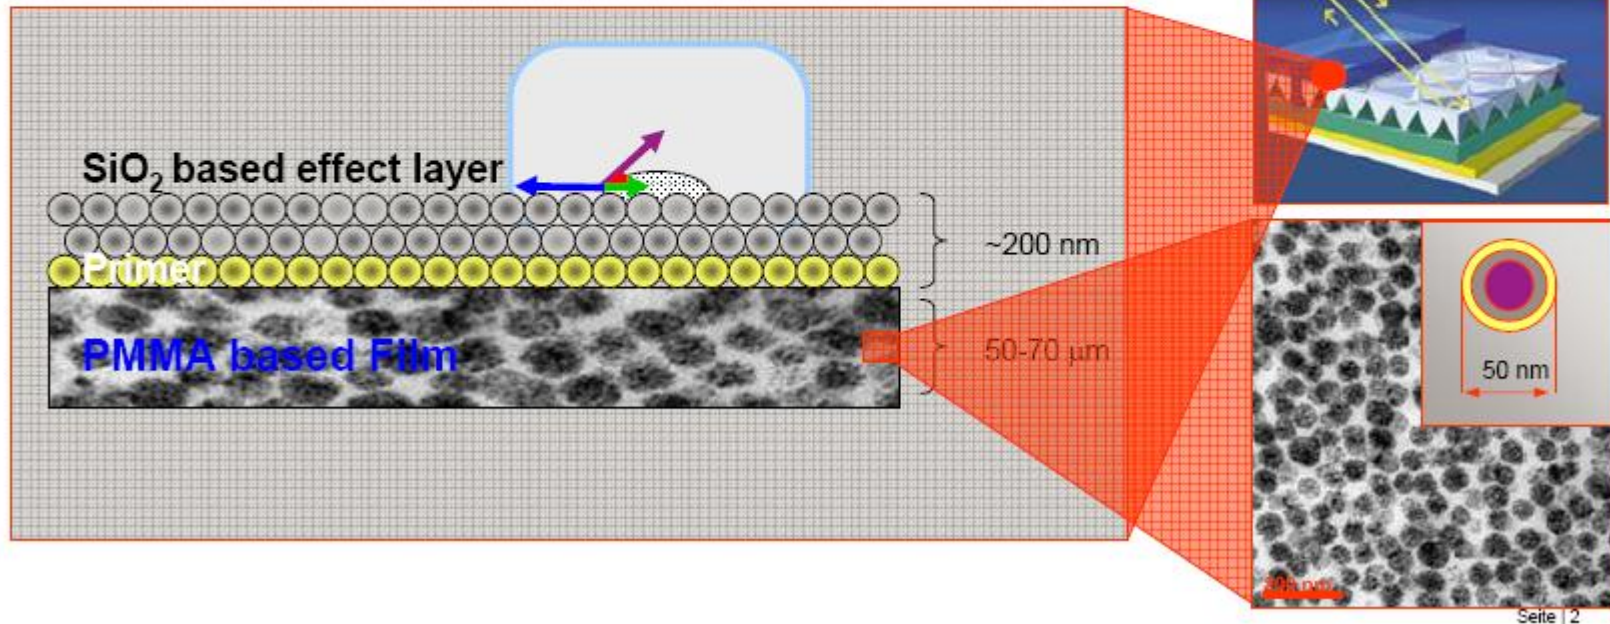 SiO₂ based effect layer
Primer
~200 nm
PMMA based Film
50-70 µm
50 nm
Seite | 2